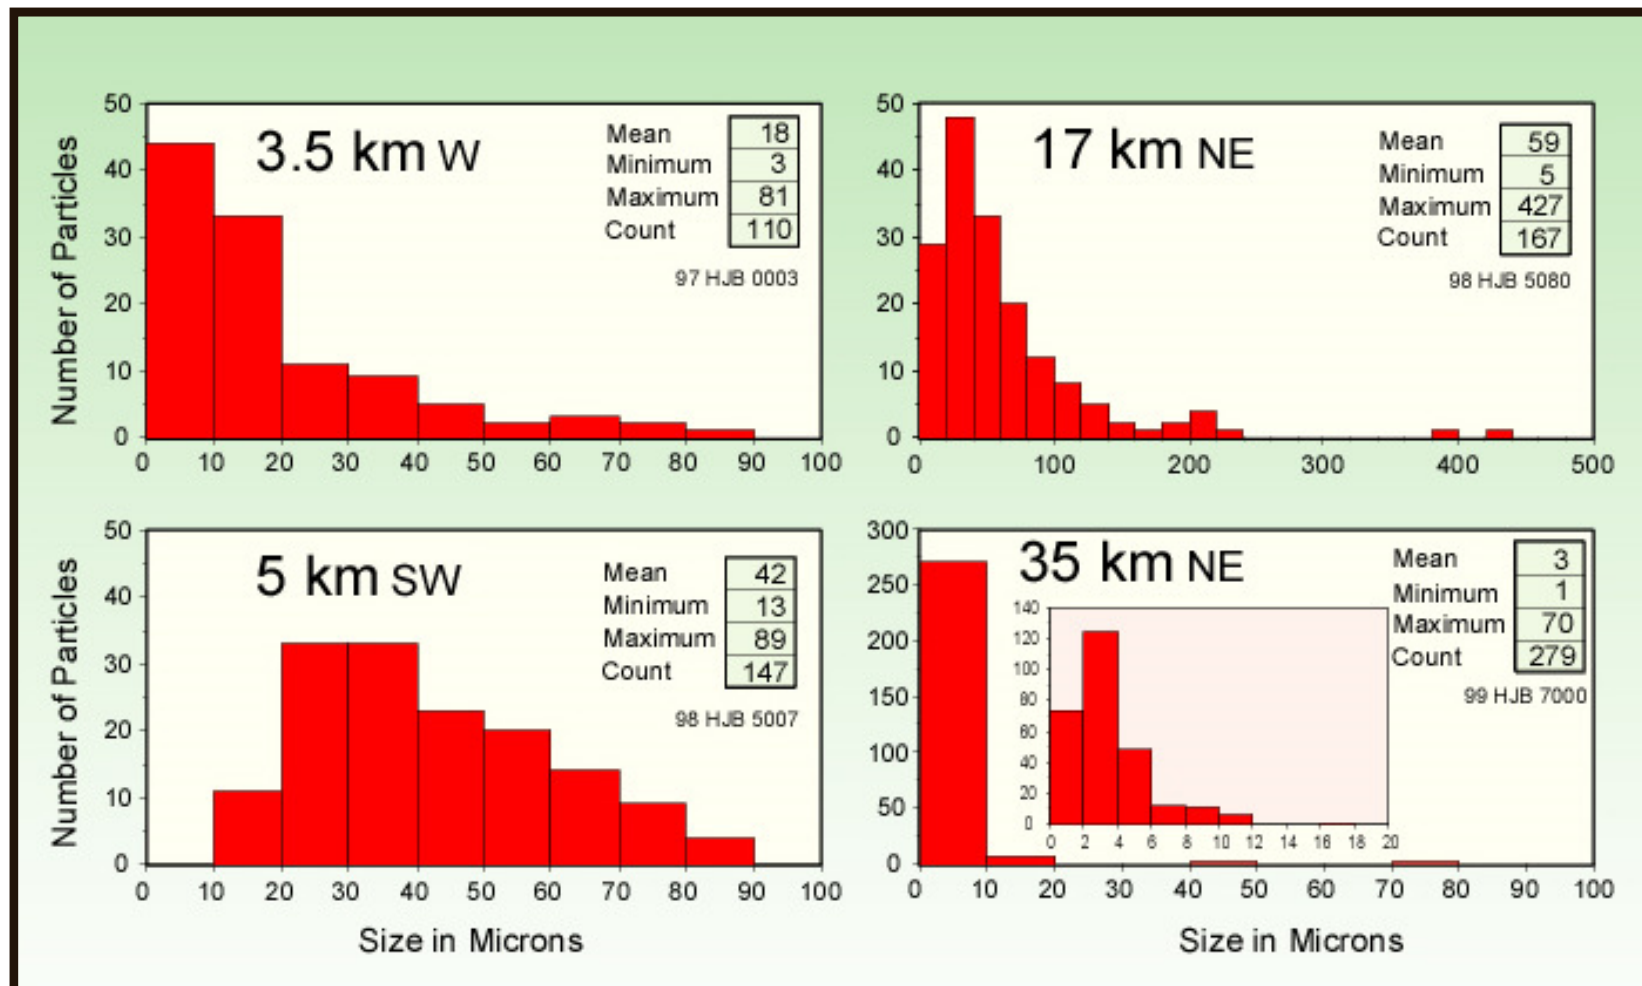 50
40
30
20
10
0
Number of Particles
3.5 km W
Mean 18
Minimum 3
Maximum 81
Count 110
97 HJB 0003
0 10 20 30 40 50 60 70 80 90 100
50
40
30
20
10
0
17 km NE
Mean 59
Minimum 5
Maximum 427
Count 167
98 HJB 5080
0 100 200 300 400 500
50
40
30
20
10
0
Number of Particles
5 km SW
Mean 42
Minimum 13
Maximum 89
Count 147
98 HJB 5007
0 10 20 30 40 50 60 70 80 90 100
Size in Microns
300
250
200
150
100
50
0
35 km NE
Mean 3
Minimum 1
Maximum 70
Count 279
99 HJB 7000
140
120
100
80
60
40
20
0
0 2 4 6 8 10 12 14 16 18 20
0 10 20 30 40 50 60 70 80 90 100
Size in Microns